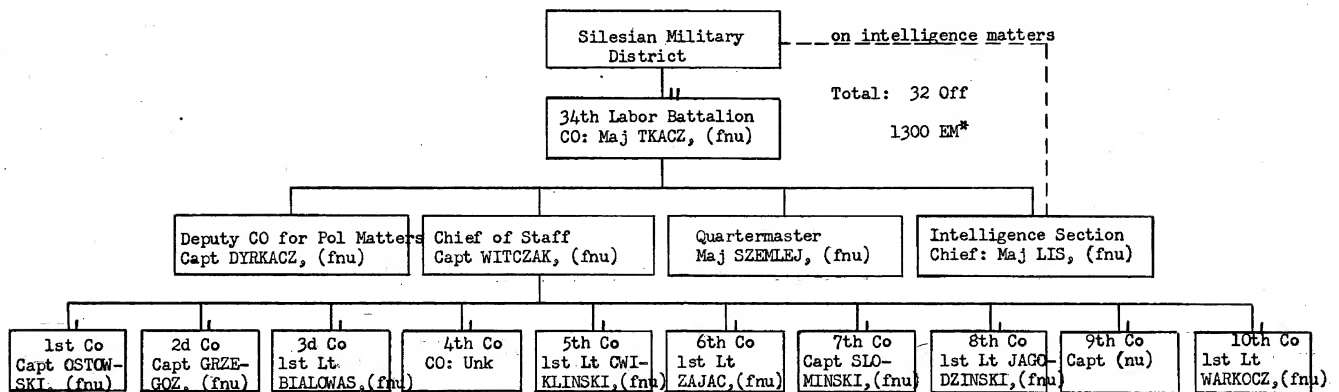 Silesian Military
District
on intelligence matters
Total: 32 Off
1300 EM*
34th Labor Battalion
CO: Maj TKACZ, (fnu)
Deputy CO for Pol Matters
Capt DYRKACZ, (fnu)
Chief of Staff
Capt WITCZAK, (fnu)
Quartermaster
Maj SZEMLEJ, (fnu)
Intelligence Section
Chief: Maj LIS, (fnu)
1st Co
Capt OSTOW-
SKI, (fnu)
2d Co
Capt GRZE-
GOZ, (fnu)
3d Co
1st Lt
BIALOWAS, (fnu)
4th Co
CO: Unk
5th Co
1st Lt CWI-
KLINSKI, (fnu)
6th Co
1st Lt
ZAJAC, (fnu)
7th Co
Capt SLO-
MINSKI, (fnu)
8th Co
1st Lt JAGO-
DZINSKI, (fnu)
9th Co
Capt (nu)
10th Co
1st Lt
WARKOCZ, (fnu)